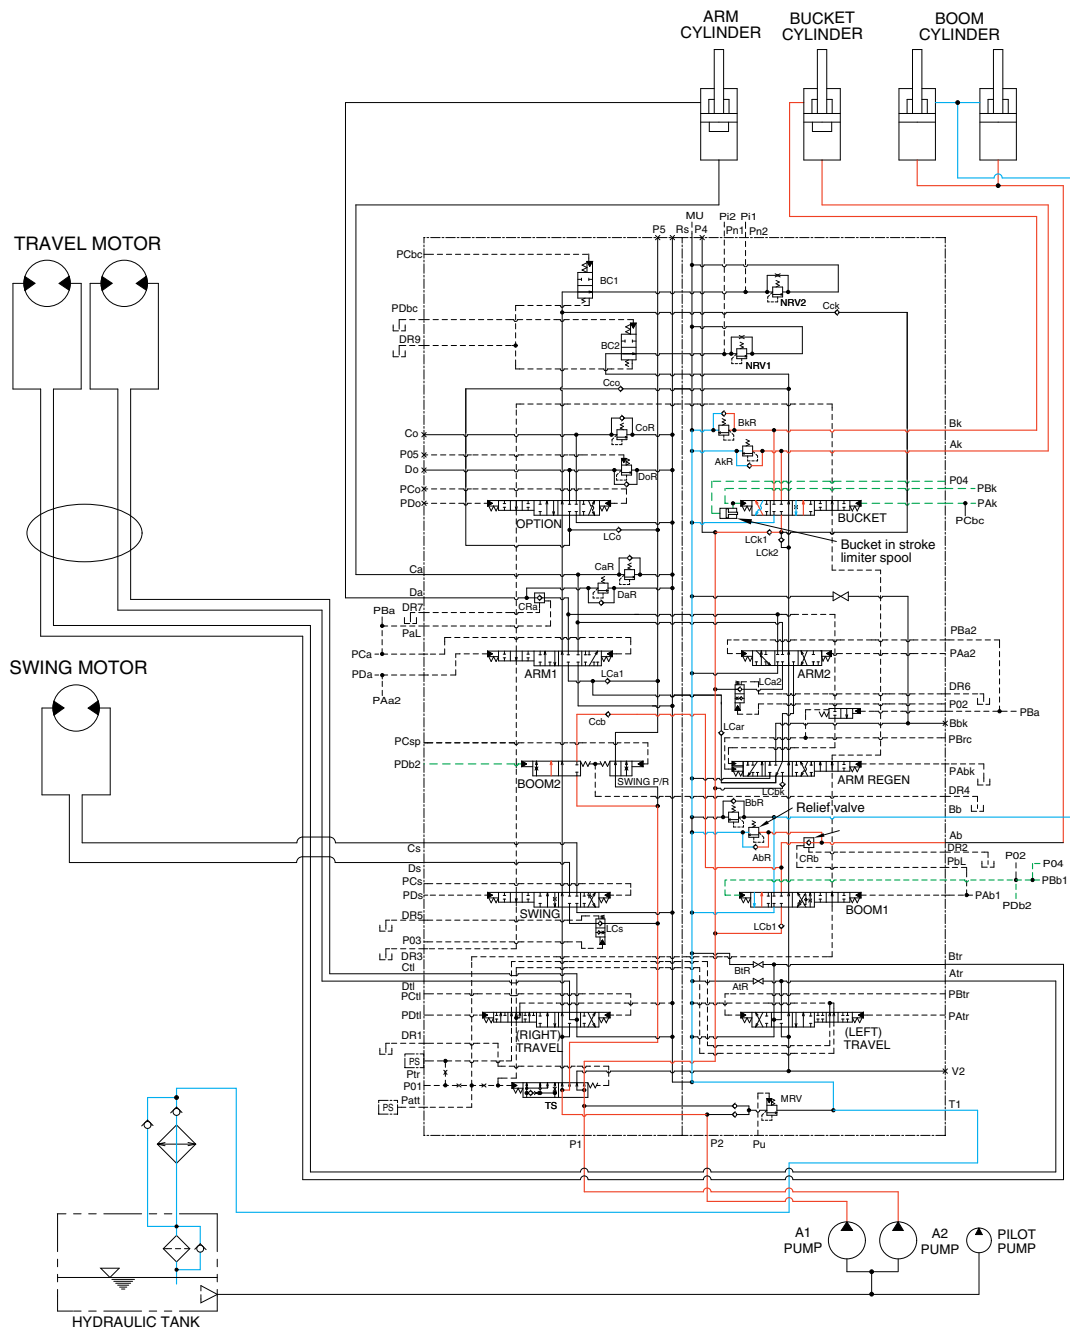 ARM
CYLINDER
BUCKET
CYLINDER
BOOM
CYLINDER
TRAVEL MOTOR
SWING MOTOR
P5
Rs
MU
P4
Pi2
Pn1
Pi1
Pn2
PCbc
BC1
NRV2
Cck
PDbc
DR9
BC2
NRV1
Cco
Co
CoR
BkR
Bk
P05
Do
DoR
AkR
Ak
PCo
PDo
P04
PBk
PAk
PCbc
OPTION
BUCKET
LCo
LCk1
LCk2
Bucket in stroke
limiter spool
Ca
CaR
Da
DaR
CRa
PBa
DR7
PaL
PCa
PDa
PAa2
PBa2
PAa2
ARM1
ARM2
LCa1
LCa2
DR6
P02
PBa
Ccb
LCar
Bbk
PBrc
PCsp
PDb2
BOOM2
SWING P/R
LCbk
ARM REGEN
PAbk
DR4
BbR
Relief valve
Bb
AbR
CRb
Ab
DR2
PbL
P02
P04
PBb1
PAb1
PDb2
Cs
Ds
PCs
PDs
SWING
BOOM1
DR5
LCs
LCb1
P03
DR3
Ctl
Dtl
PCtl
PDtl
BtR
Btr
AtR
Atr
PBtr
PAtr
(RIGHT)
TRAVEL
(LEFT)
TRAVEL
DR1
PS
Ptr
P01
Patt
PS
TS
V2
MRV
T1
P1
P2
Pu
A1
PUMP
A2
PUMP
PILOT
PUMP
HYDRAULIC TANK